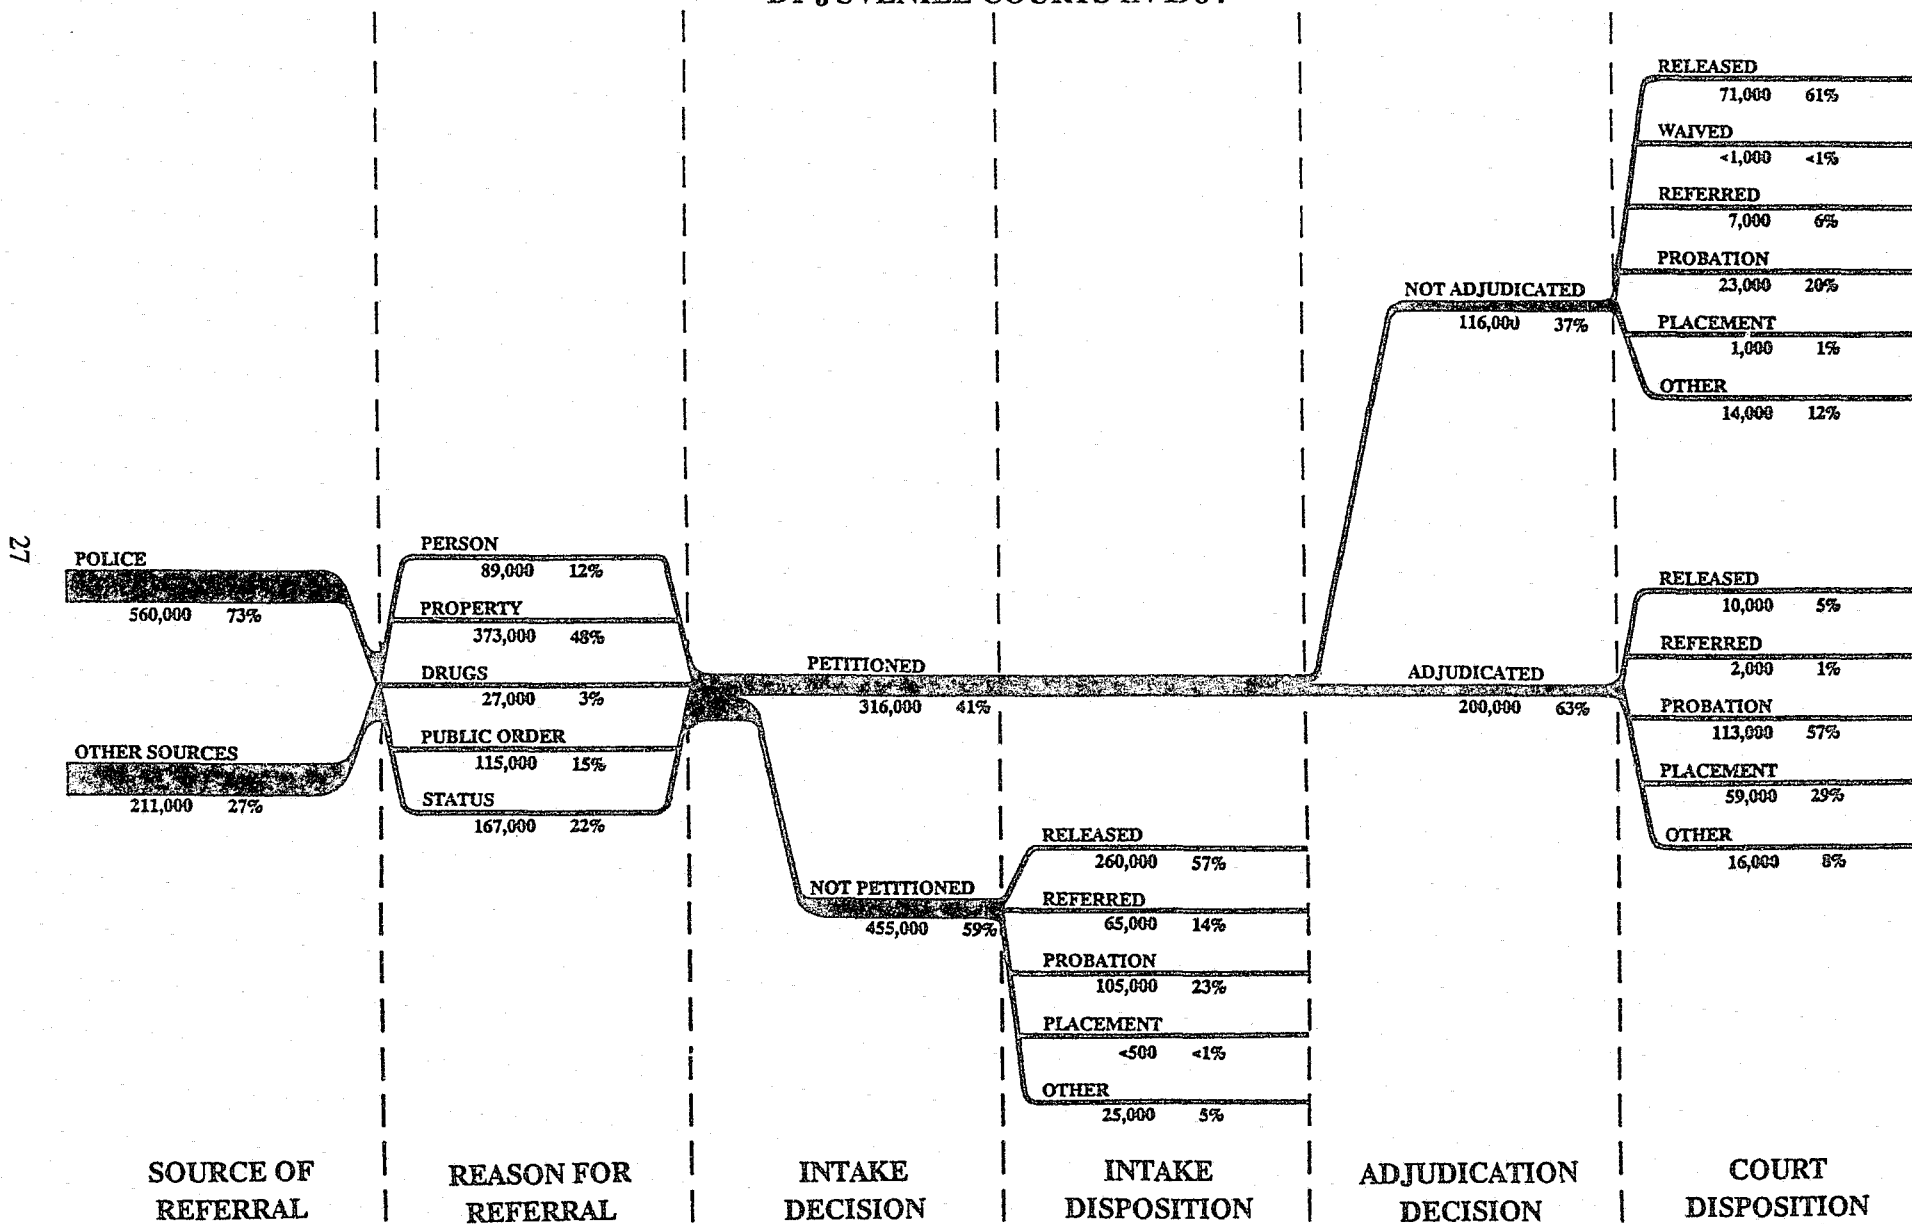 27
POLICE
560,000 73%
OTHER SOURCES
211,000 27%
SOURCE OF
REFERRAL
PERSON
89,000 12%
PROPERTY
373,000 48%
DRUGS
27,000 3%
PUBLIC ORDER
115,000 15%
STATUS
167,000 22%
REASON FOR
REFERRAL
PETITIONED
316,000 41%
NOT PETITIONED
455,000 59%
INTAKE
DECISION
RELEASED
260,000 57%
REFERRED
65,000 14%
PROBATION
105,000 23%
PLACEMENT
<500 <1%
OTHER
25,000 5%
INTAKE
DISPOSITION
NOT ADJUDICATED
116,000 37%
ADJUDICATED
200,000 63%
ADJUDICATION
DECISION
RELEASED
71,000 61%
WAIVED
<1,000 <1%
REFERRED
7,000 6%
PROBATION
23,000 20%
PLACEMENT
1,000 1%
OTHER
14,000 12%
RELEASED
10,000 5%
REFERRED
2,000 1%
PROBATION
113,000 57%
PLACEMENT
59,000 29%
OTHER
16,000 8%
COURT
DISPOSITION